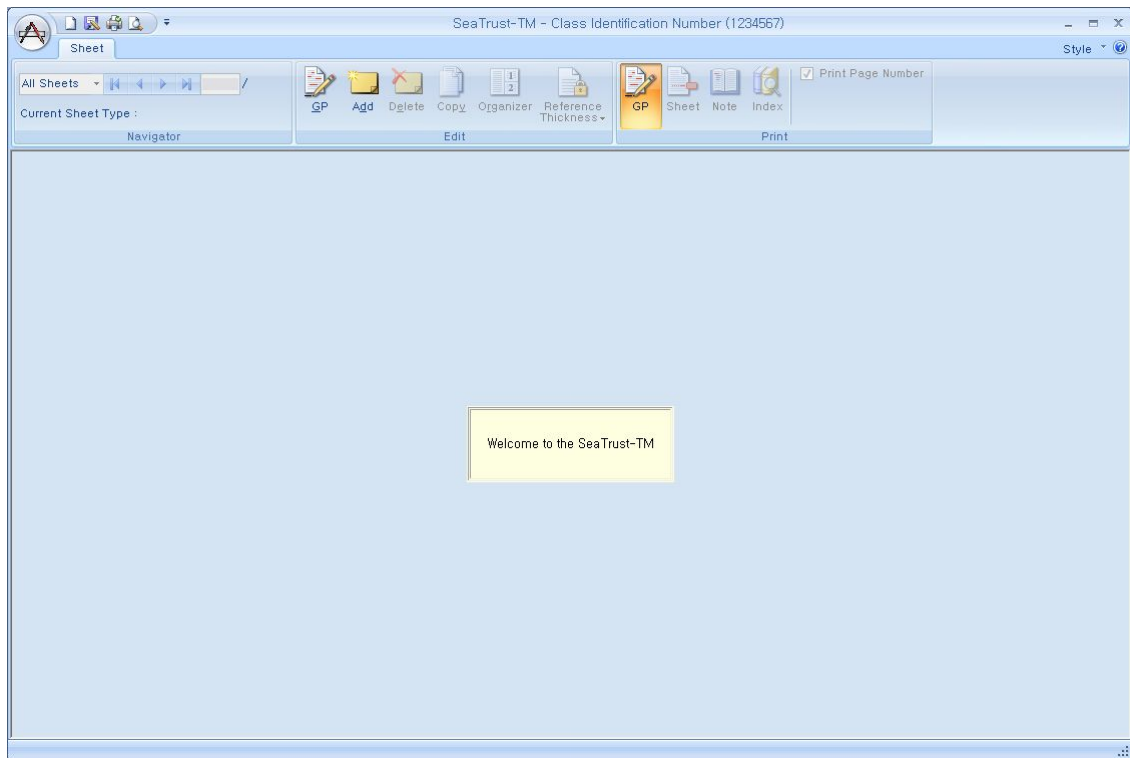 SeaTrust-TM - Class Identification Number (1234567)
Sheet
Style
All Sheets
/
Current Sheet Type :
Navigator
GP
Add
Delete
Copy
Organizer
Reference
Thickness
Edit
GP
Sheet
Note
Index
Print Page Number
Print
Welcome to the SeaTrust-TM